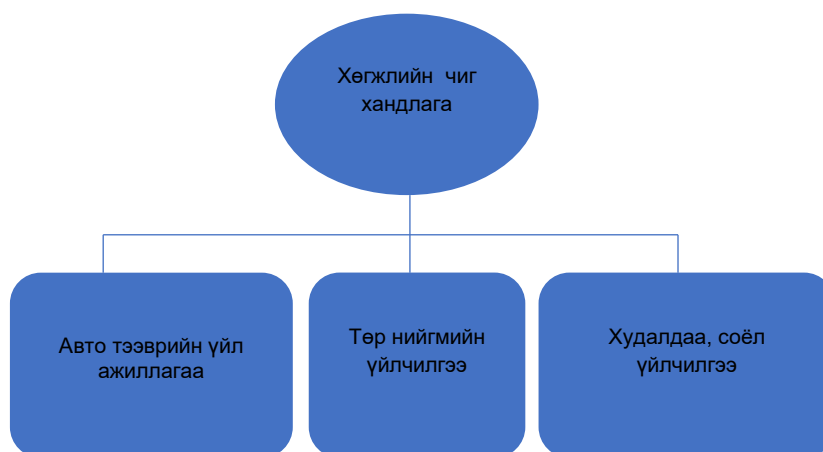 Хөгжлийн чиг
хандлага
Авто тээврийн үйл
ажиллагаа
Төр нийгмийн
үйлчилгээ
Худалдаа, соёл
үйлчилгээ